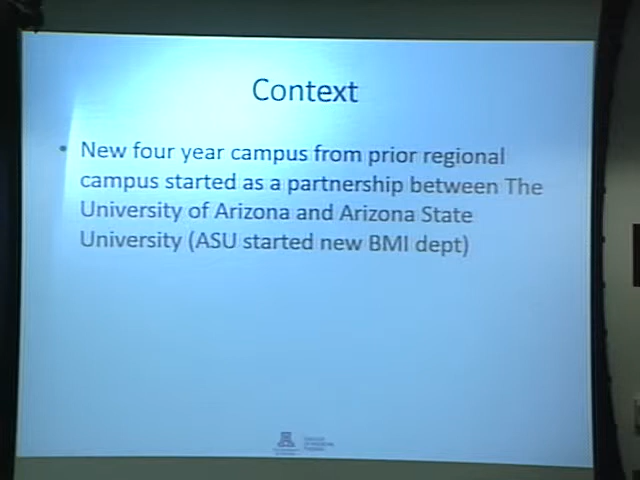 Context
• New four year campus from prior regional
campus started as a partnership between The
University of Arizona and Arizona State
University (ASU started new BMI dept)